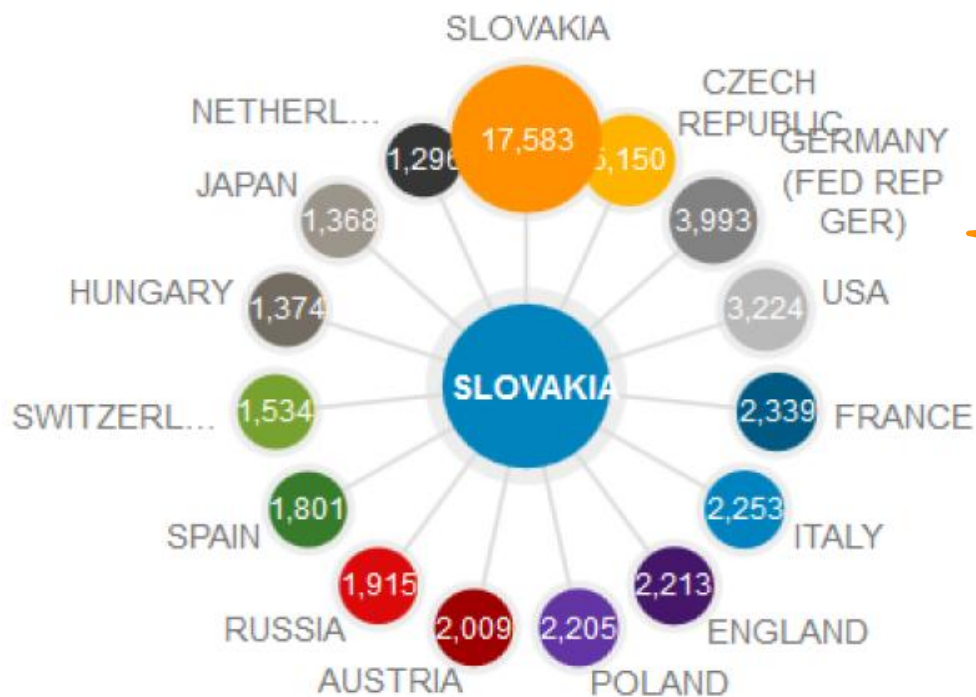 SLOVAKIA
17,583
CZECH
REPUBLIC
GERMANY
(FED REP
GER)
3,993
USA
3,224
FRANCE
2,339
ITALY
2,253
ENGLAND
2,213
POLAND
2,205
AUSTRIA
2,009
RUSSIA
1,915
SPAIN
1,801
SWITZERL...
1,534
HUNGARY
1,374
JAPAN
1,368
NETHERL...
1,296
SLOVAKIA